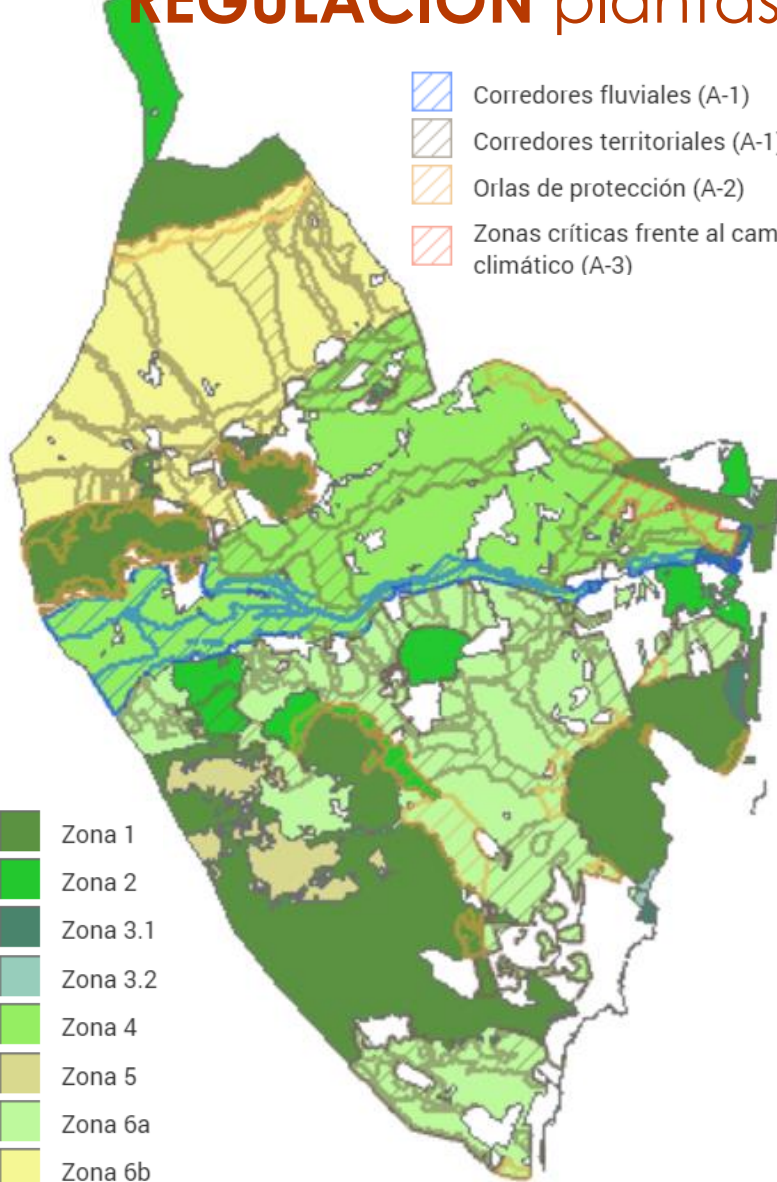 REGULACIÓN plantas
Corredores fluviales (A-1)
Corredores territoriales (A-1)
Orlas de protección (A-2)
Zonas críticas frente al cam
climático (A-3)
Zona 1
Zona 2
Zona 3.1
Zona 3.2
Zona 4
Zona 5
Zona 6a
Zona 6b